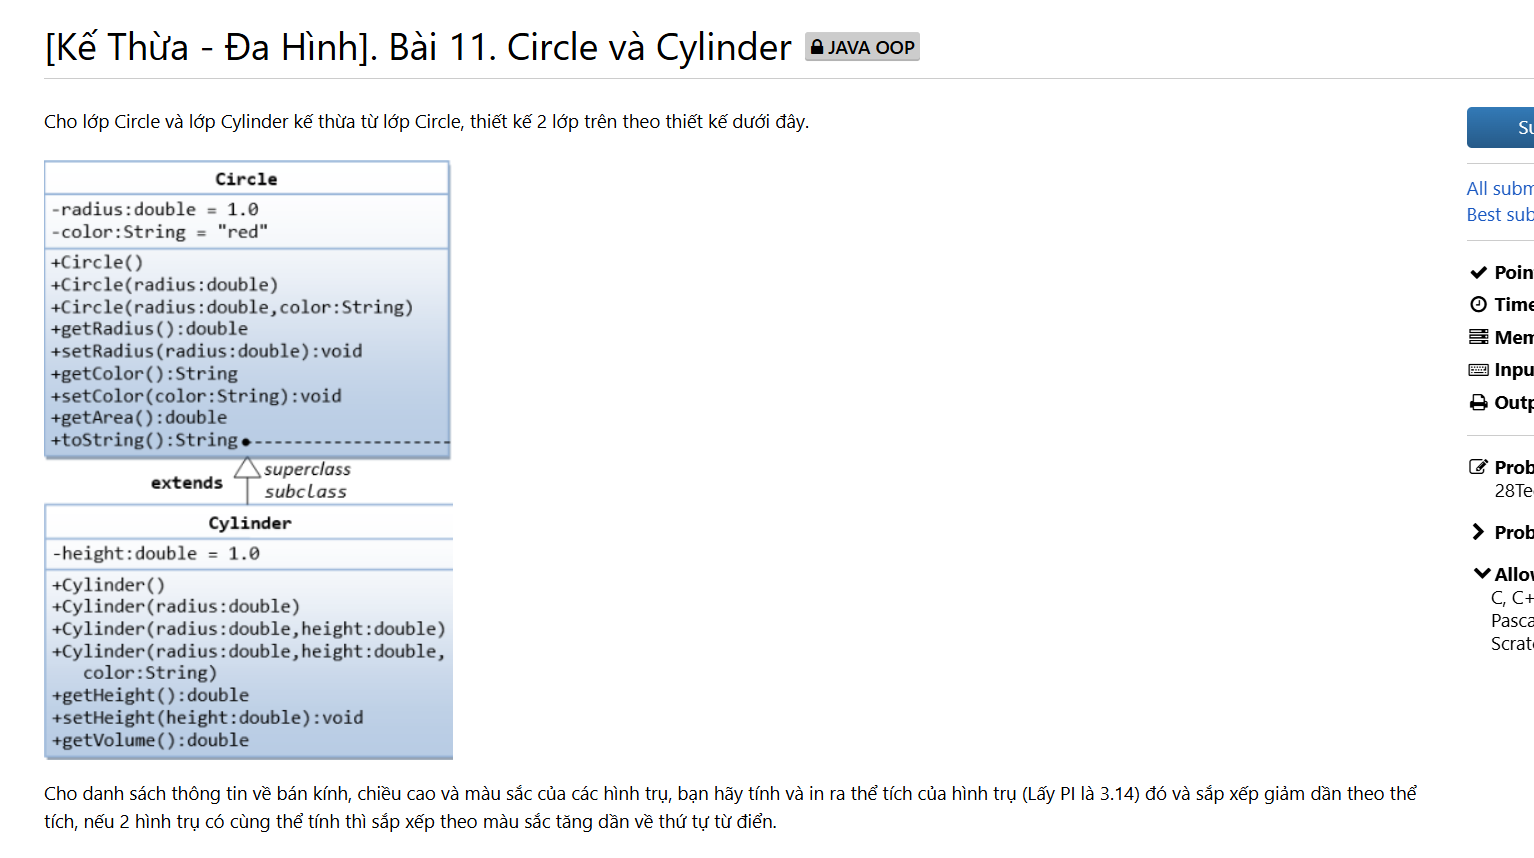 [Kế Thừa - Đa Hình]. Bài 11. Circle và Cylinder JAVA OOP
Cho lớp Circle và lớp Cylinder kế thừa từ lớp Circle, thiết kế 2 lớp trên theo thiết kế dưới đây.
Circle
-radius:double = 1.0
-color:String = "red"
+Circle()
+Circle(radius:double)
+Circle(radius:double,color:String)
+getRadius():double
+setRadius(radius:double):void
+getColor():String
+setColor(color:String):void
+getArea():double
+toString():String
superclass
extends
subclass
Cylinder
-height:double = 1.0
+Cylinder()
+Cylinder(radius:double)
+Cylinder(radius:double,height:double)
+Cylinder(radius:double,height:double,
color:String)
+getHeight():double
+setHeight(height:double):void
+getVolume():double
Cho danh sách thông tin về bán kính, chiều cao và màu sắc của các hình trụ, bạn hãy tính và in ra thể tích của hình trụ (Lấy PI là 3.14) đó và sắp xếp giảm dần theo thể
tích, nếu 2 hình trụ có cùng thể tính thì sắp xếp theo màu sắc tăng dần về thứ tự từ điển.
Su
All subm
Best sub
Poin
Time
Mem
Inpu
Outp
Prob
28Te
Prob
Allov
C, C+
Pasca
Scrat